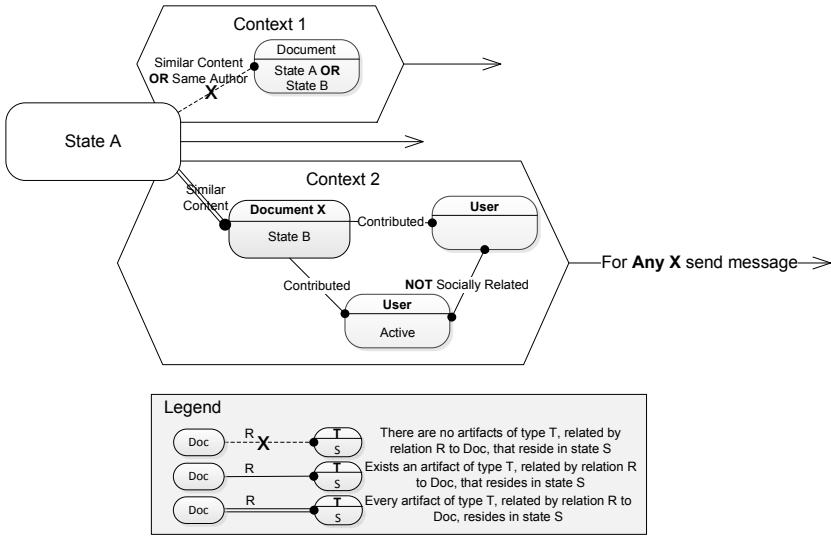 Context 1
Similar Content
OR Same Author
X
Document
State A OR
State B
State A
Context 2
Similar
Content
Document X
State B
Contributed
User
Contributed
NOT Socially Related
User
Active
For Any X send message
Legend
Doc
R
X
T
S
There are no artifacts of type T, related by
relation R to Doc, that reside in state S
Doc
R
T
S
Exists an artifact of type T, related by relation R
to Doc, that resides in state S
Doc
R
T
S
Every artifact of type T, related by relation R to
Doc, resides in state S